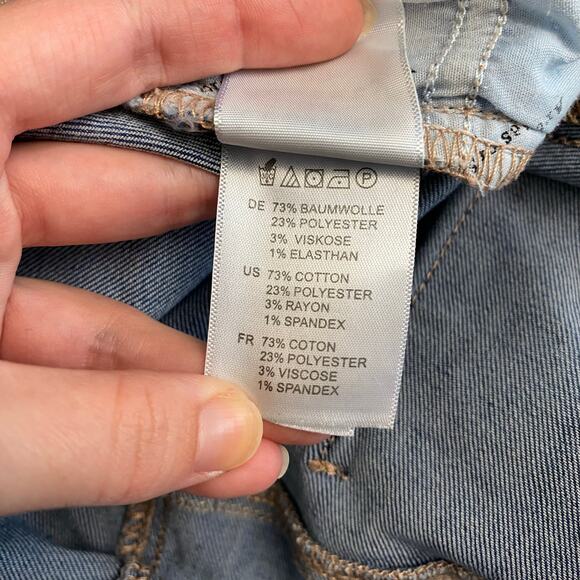 DE 73% BAUMWOLLE
23% POLYESTER
3% VISKOSE
1% ELASTHAN
US 73% COTTON
23% POLYESTER
3% RAYON
1% SPANDEX
FR 73% COTON
23% POLYESTER
3% VISCOSE
1% SPANDEX